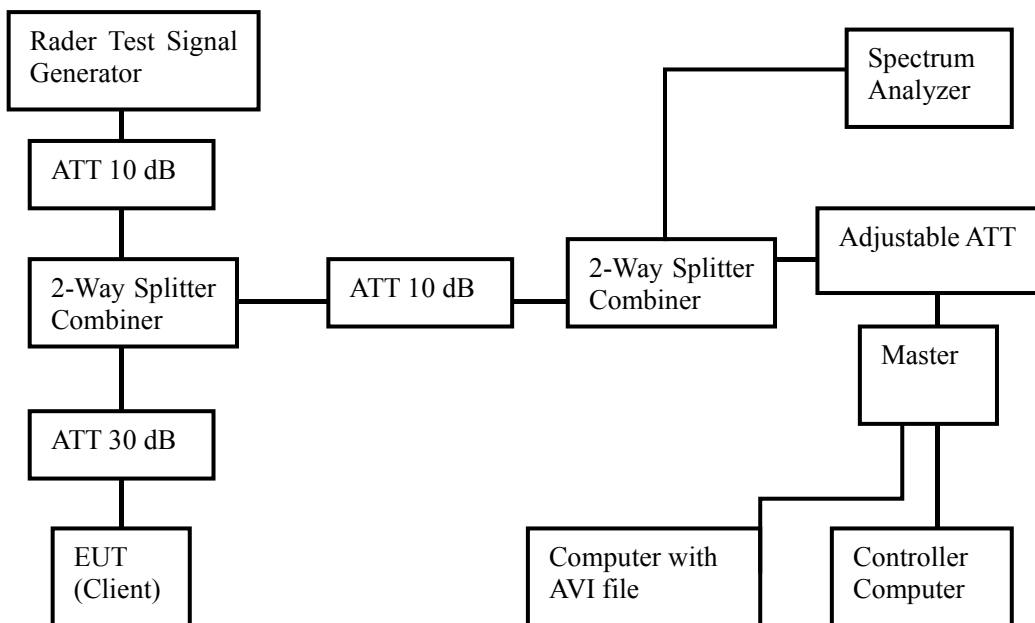 Rader Test Signal
Generator
Spectrum
Analyzer
ATT 10 dB
Adjustable ATT
2-Way Splitter
Combiner
ATT 10 dB
2-Way Splitter
Combiner
Master
ATT 30 dB
EUT
(Client)
Computer with
AVI file
Controller
Computer